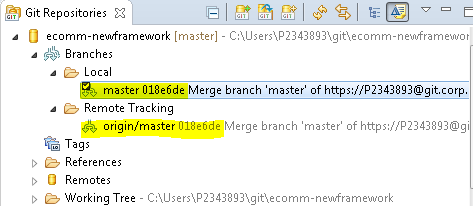 Git Repositories
ecomm-newframework [master] - C:\Users\P2343893\git\ecomm-newframework
Branches
Local
master 018e6de Merge branch 'master' of https://P2343893@git.corp.
Remote Tracking
origin/master 018e6de Merge branch 'master' of https://P2343893@g
Tags
References
Remotes
Working Tree - C:\Users\P2343893\git\ecomm-newframework